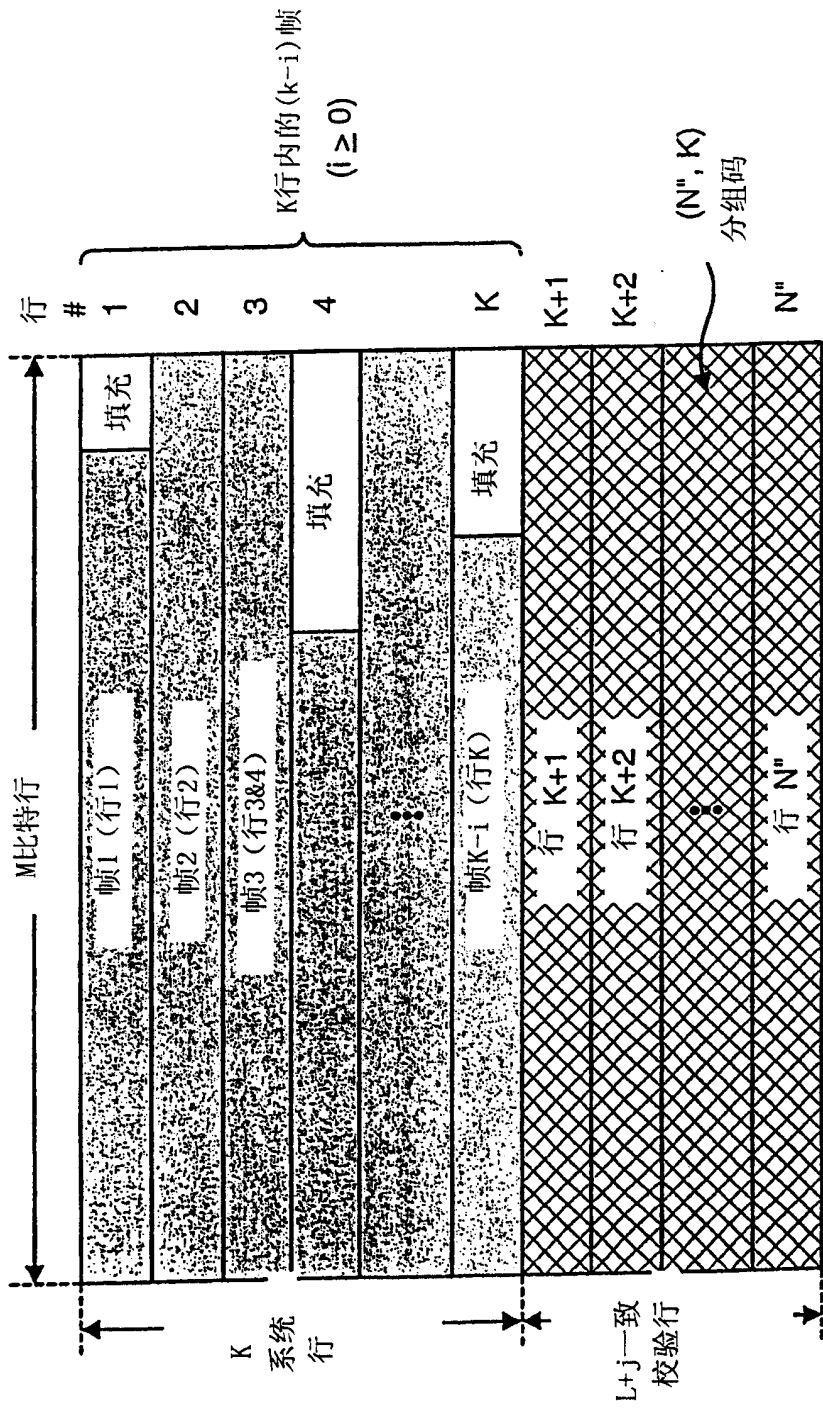 M比特行
行
#
帧1 (行1)
填充
1
帧2 (行2)
2
帧3 (行3&4)
3
填充
4
帧K-i (行K)
填充
K
行 K+1
K+1
行 K+2
K+2
行 N"
N"
K
系统
行
L+j一致
校验行
K行内的(k-i)帧
(i ≥ 0)
(N", K)
分组码